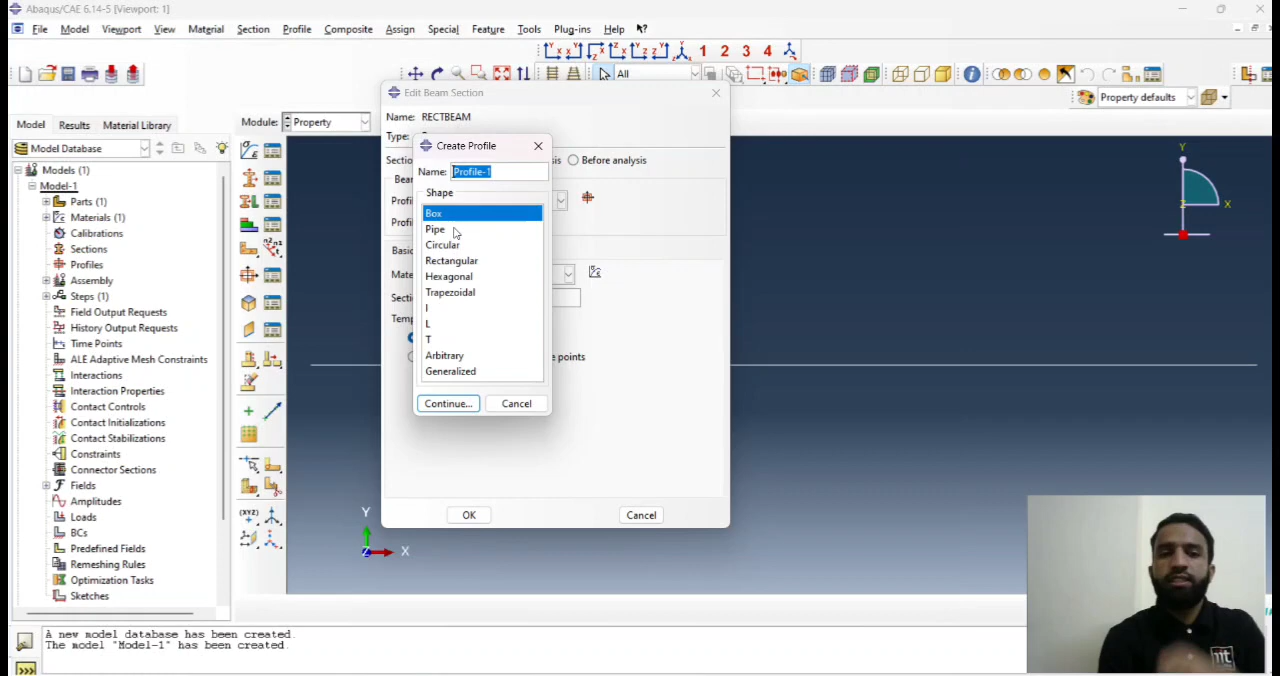 Abaqus/CAE 6.14-5 [Viewport: 1]
File Model Viewport View Material Section Profile Composite Assign Special Feature Tools Plug-ins Help
1 2 3 4
All
Property defaults
Model Results Material Library
Module: Property
Model Database
Models (1)
Model-1
Parts (1)
Materials (1)
Calibrations
Sections
Profiles
Assembly
Steps (1)
Field Output Requests
History Output Requests
Time Points
ALE Adaptive Mesh Constraints
Interactions
Interaction Properties
Contact Controls
Contact Initializations
Contact Stabilizations
Constraints
Connector Sections
Fields
Amplitudes
Loads
BCs
Predefined Fields
Remeshing Rules
Optimization Tasks
Sketches
Edit Beam Section
Name: RECTBEAM
Type:
Before analysis
e points
OK Cancel
Create Profile
Name: Profile-1
Shape
Box
Pipe
Circular
Rectangular
Hexagonal
Trapezoidal
I
L
T
Arbitrary
Generalized
Continue... Cancel
Y
Z X
Y
Z X
A new model database has been created.
The model "Model-1" has been created.
>>>